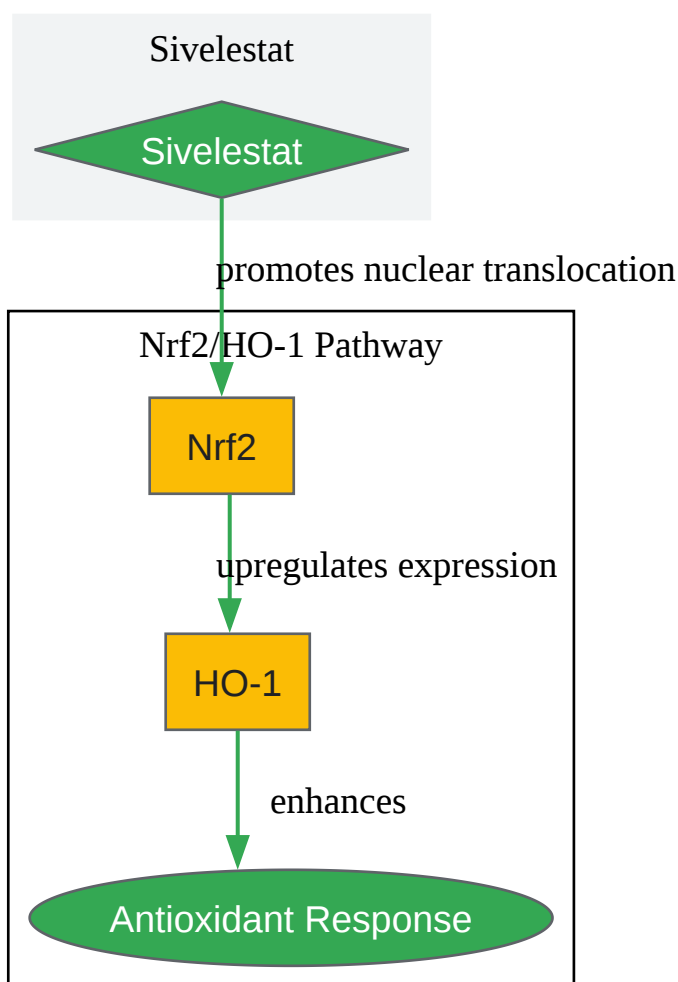 Sivelestat
Sivelestat
promotes nuclear translocation
Nrf2/HO-1 Pathway
Nrf2
upregulates expression
HO-1
enhances
Antioxidant Response